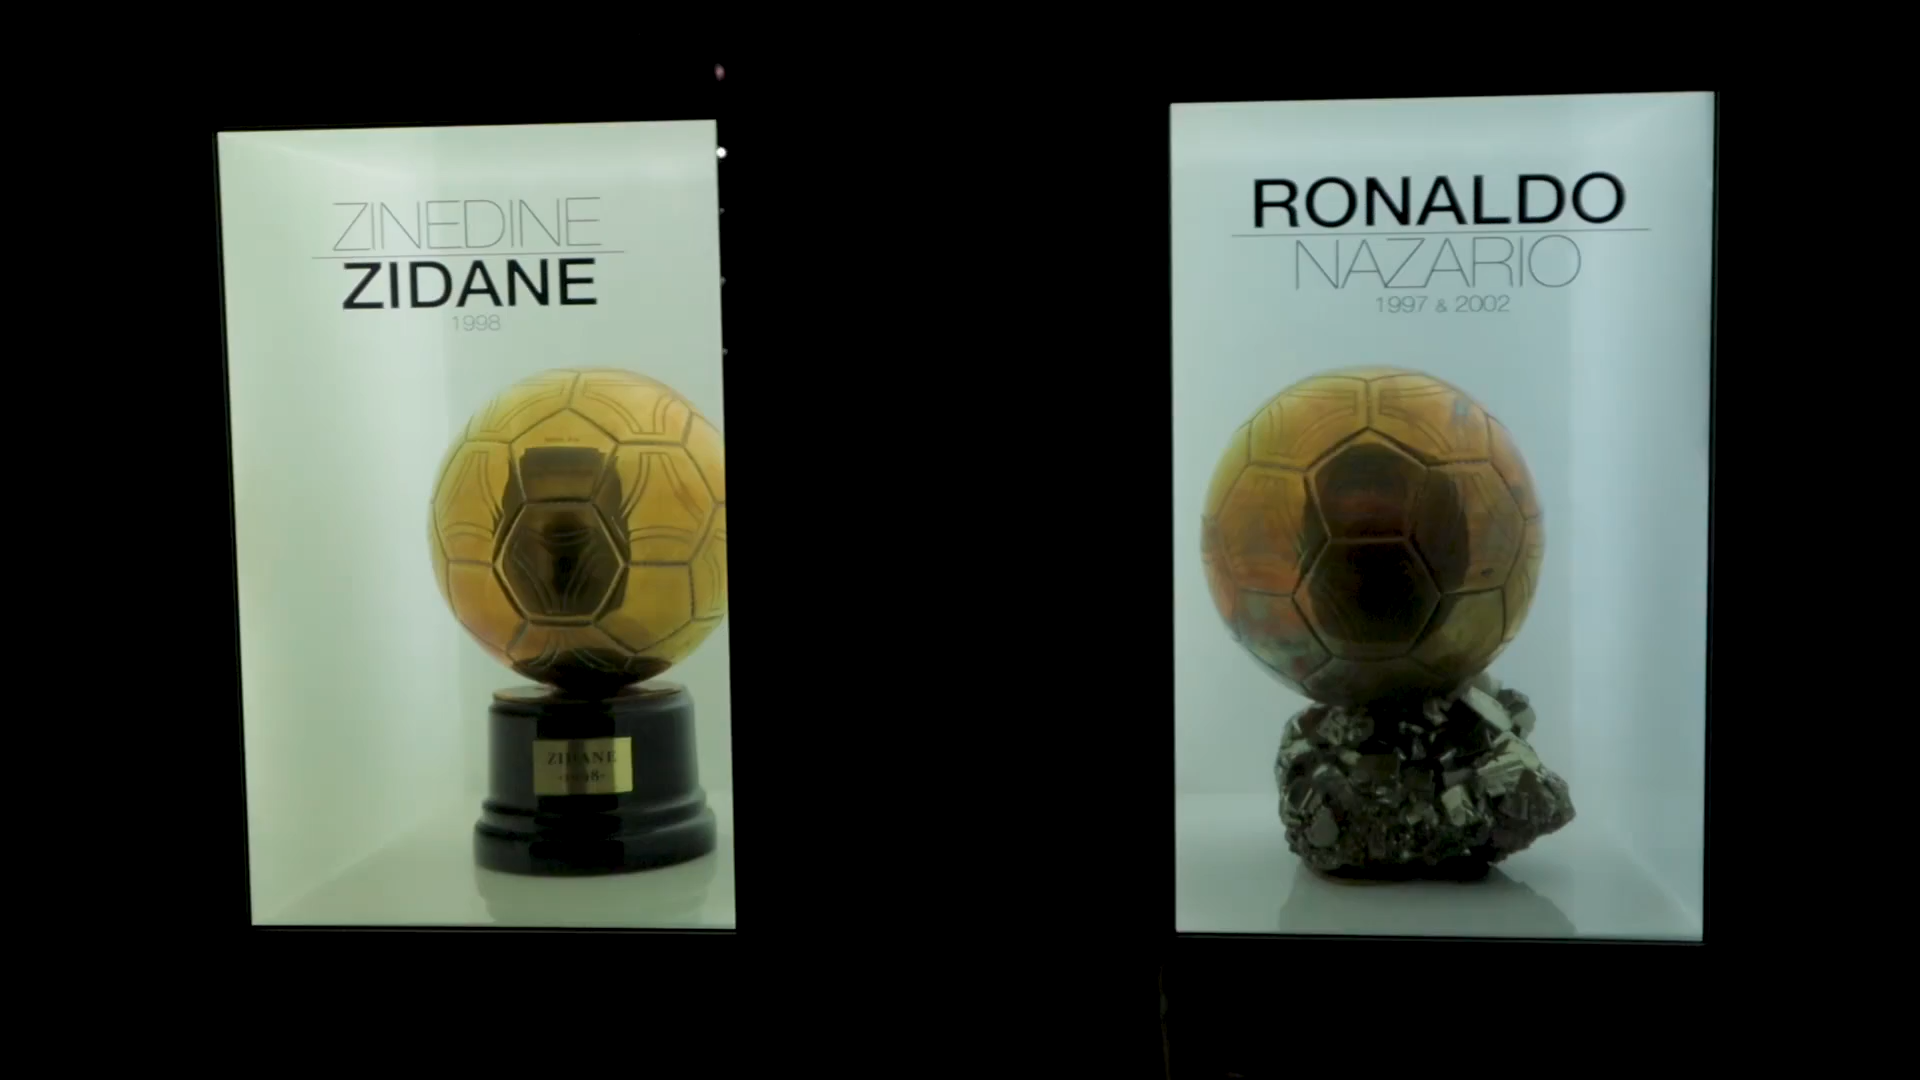 ZINEDINE
ZIDANE
1998
ZIDANE
RONALDO
NAZARIO
1997 & 2002